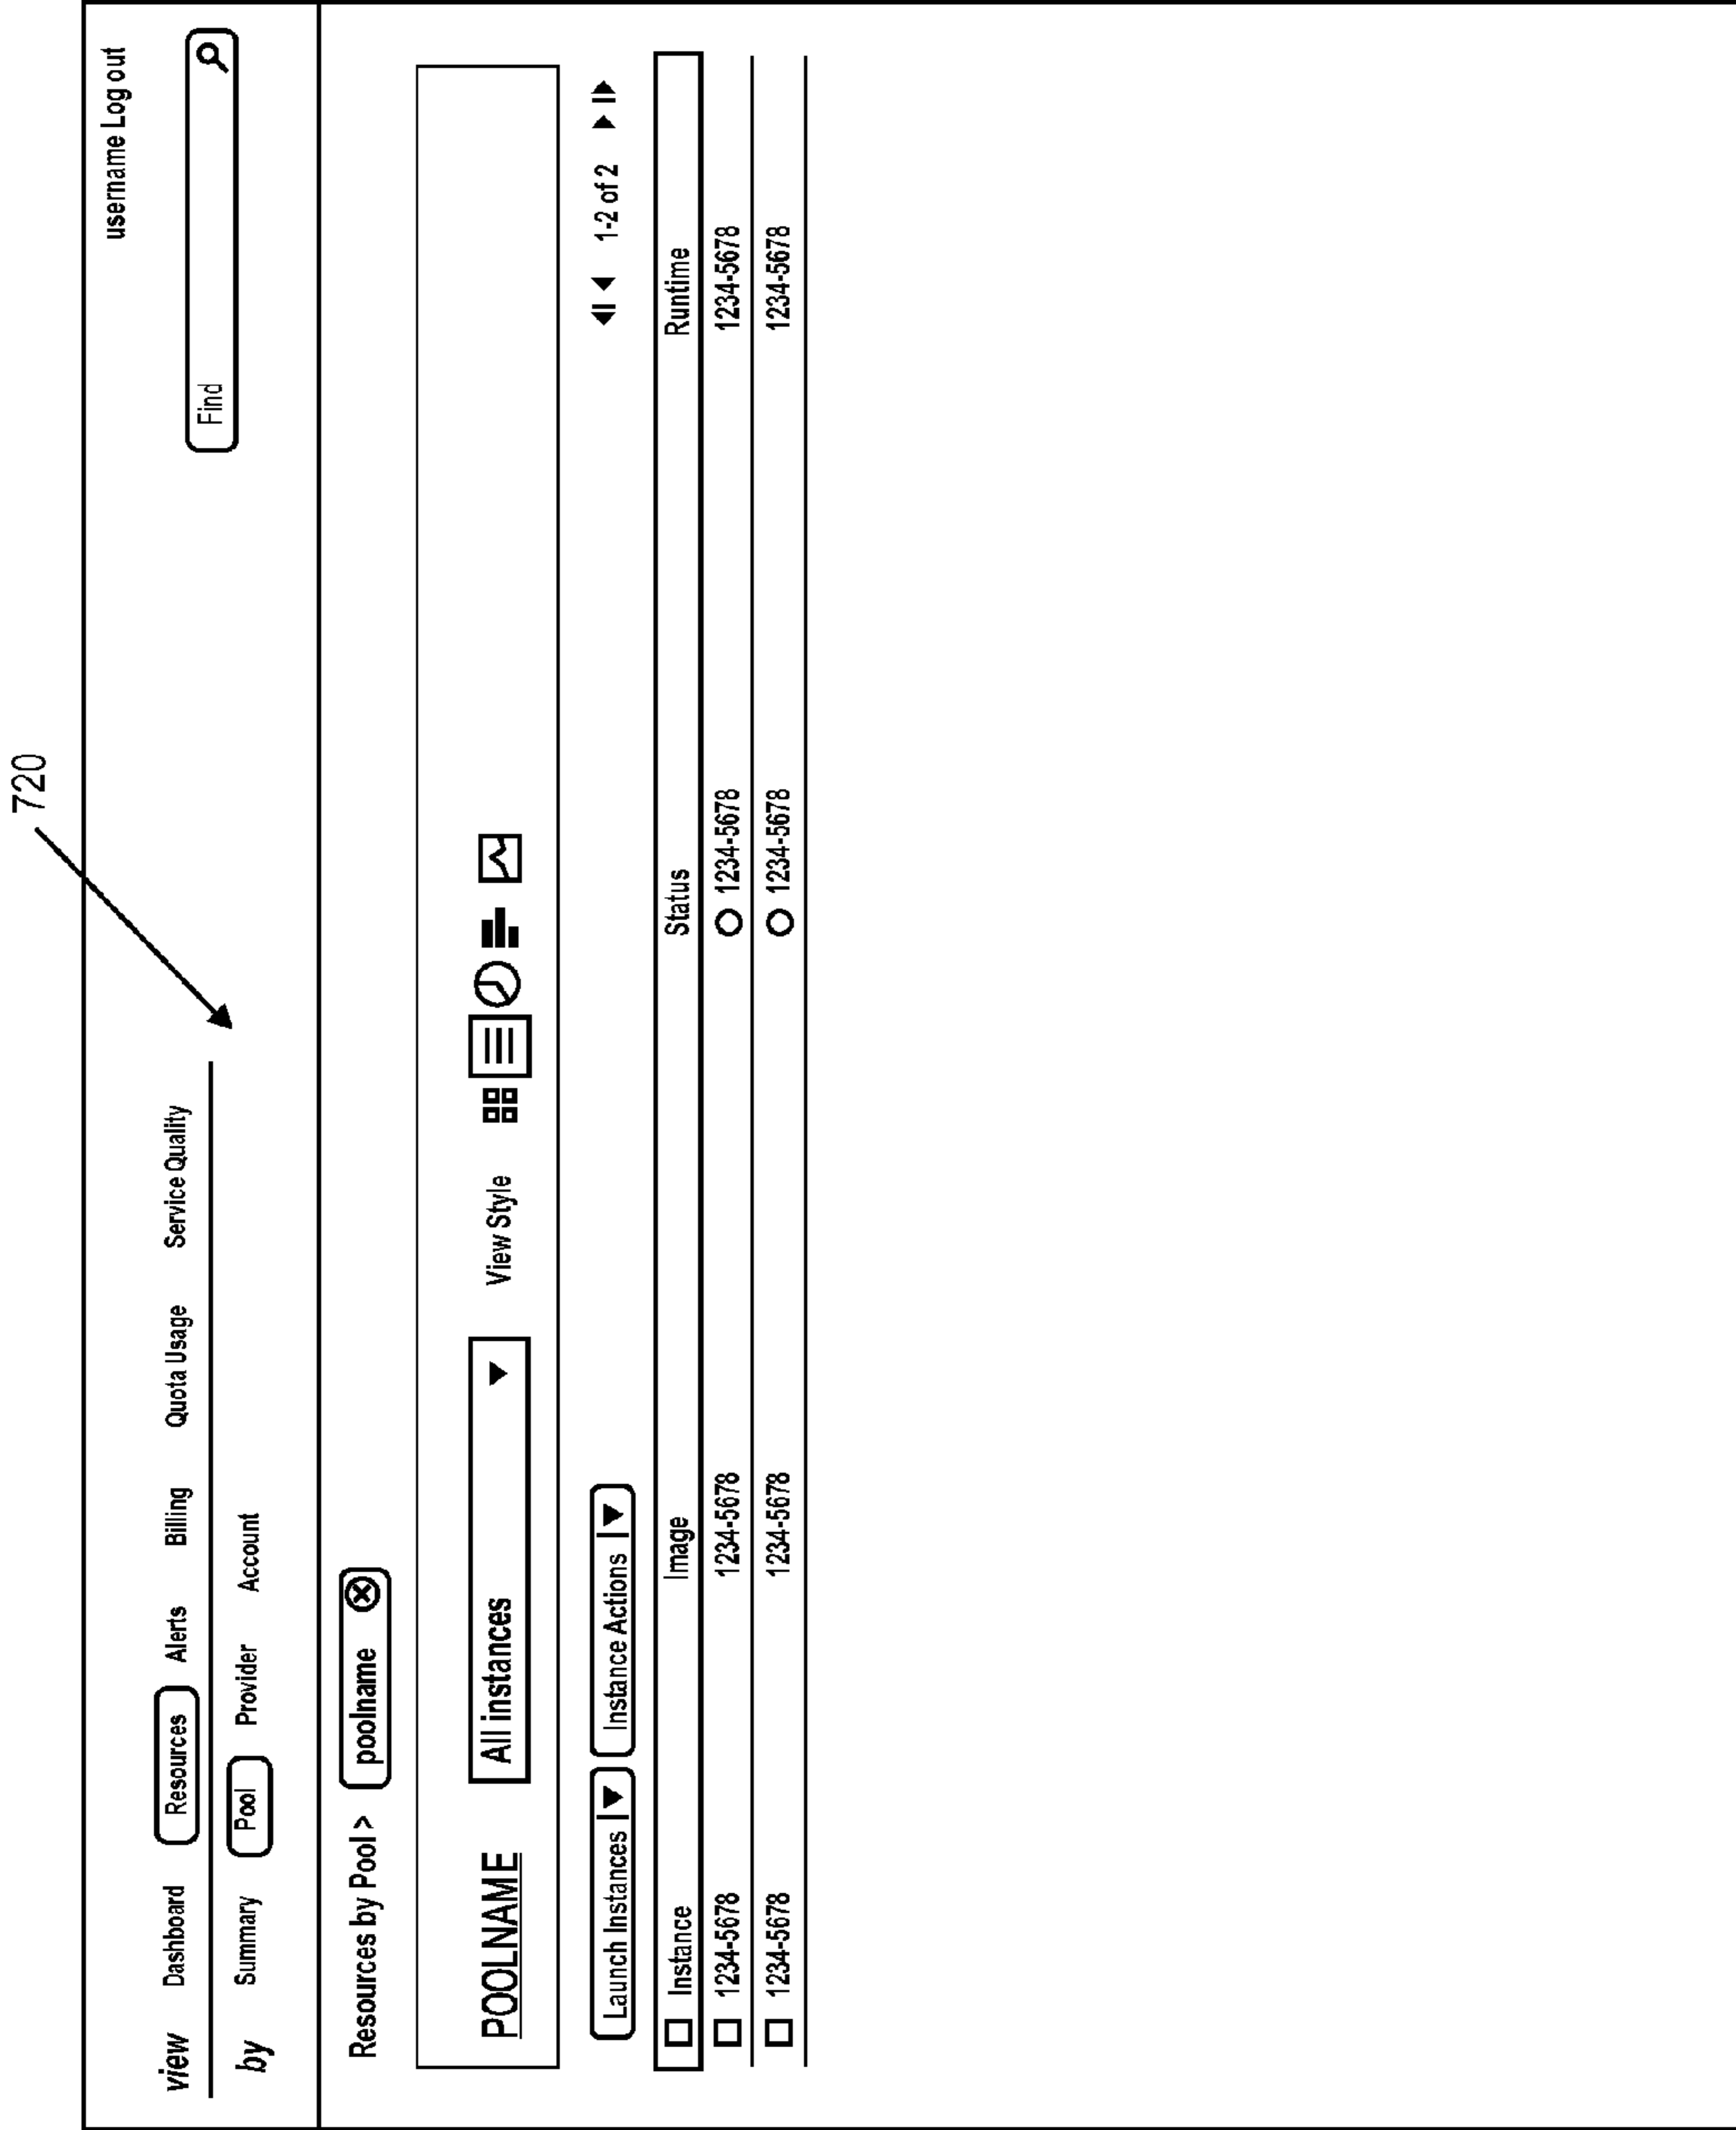 720
username Log out
view Dashboard Resources Alerts Billing Quota Usage Service Quality
Find
by Summary Pool Provider Account
Resources by Pool > poolname
POOLNAME All instances View Style
Launch Instances Instance Actions 1-2 of 2
Instance Image Status Runtime
1234-5678 1234-5678 1234-5678 1234-5678
1234-5678 1234-5678 1234-5678 1234-5678